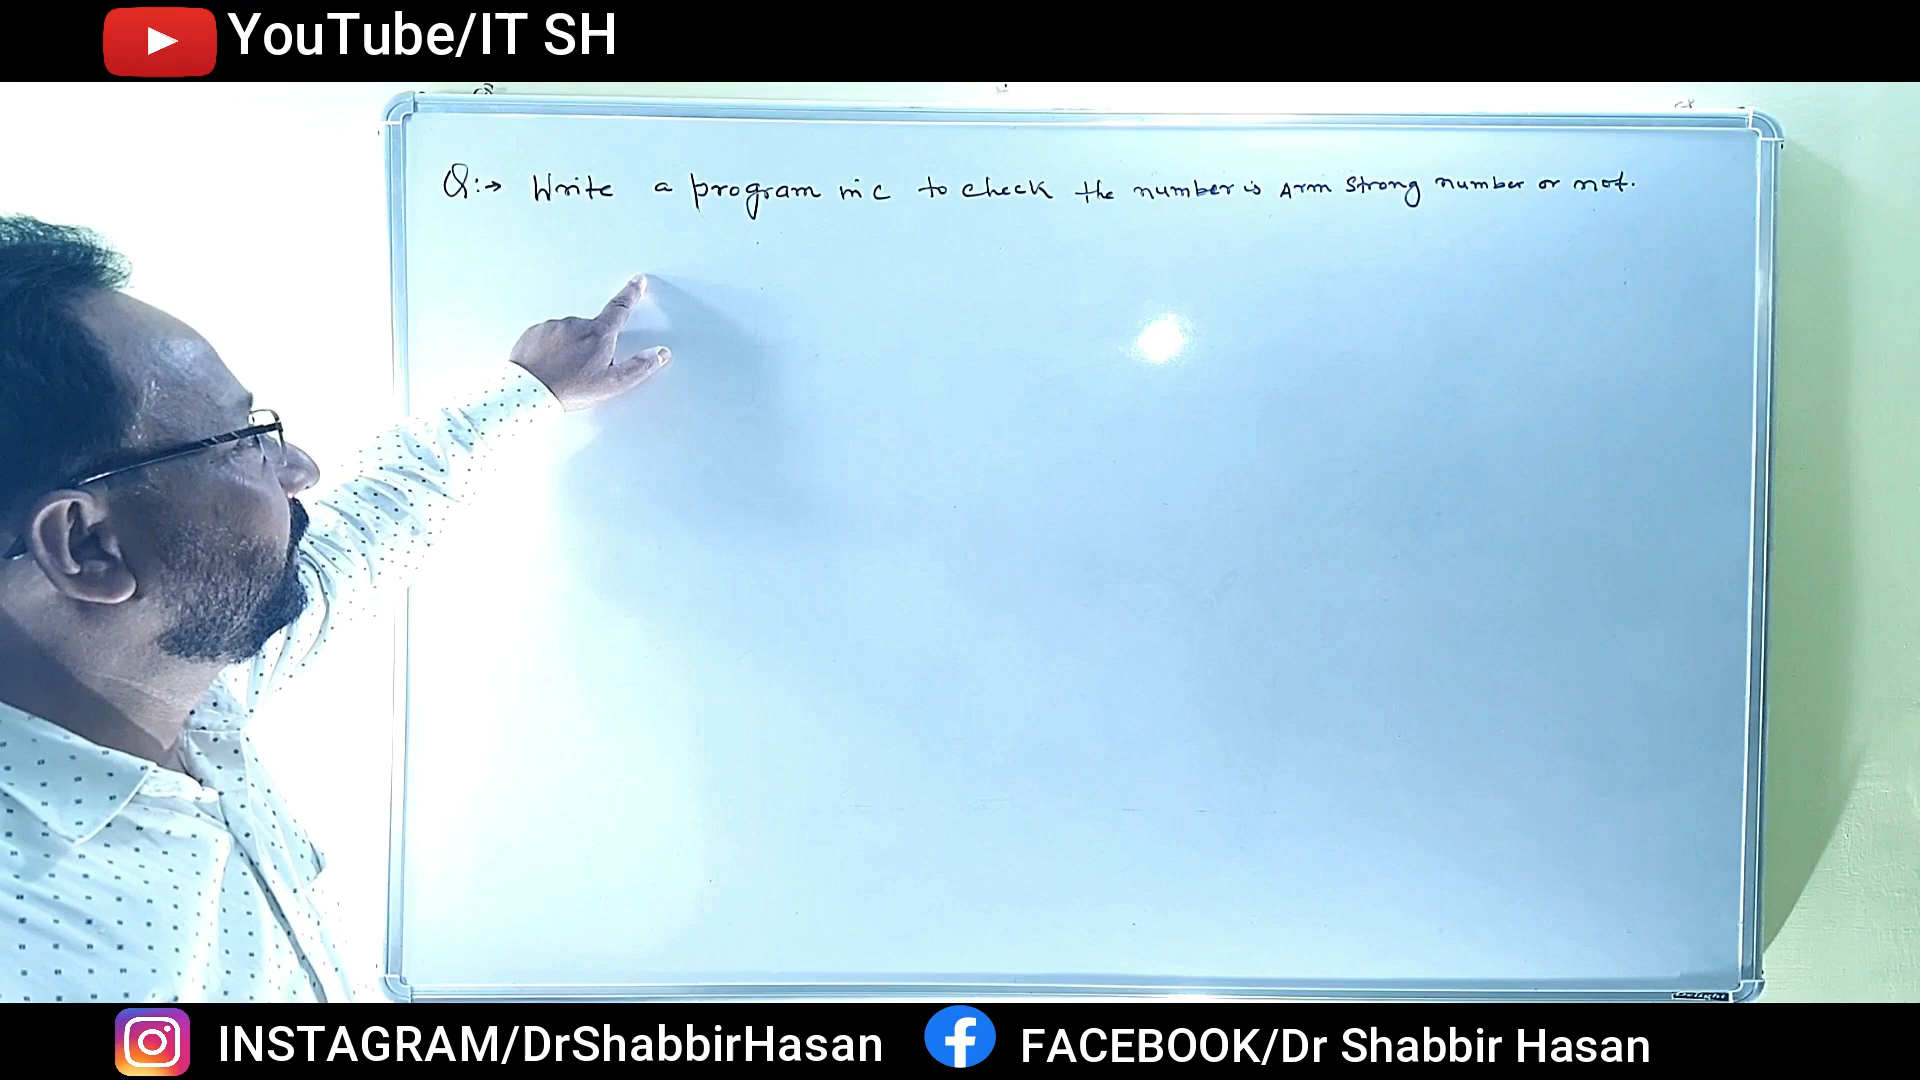 YouTube/IT SH
Q:→ Write a program in c to check the number is Arm strong number or not.
Delight
INSTAGRAM/DrShabbirHasan
FACEBOOK/Dr Shabbir Hasan